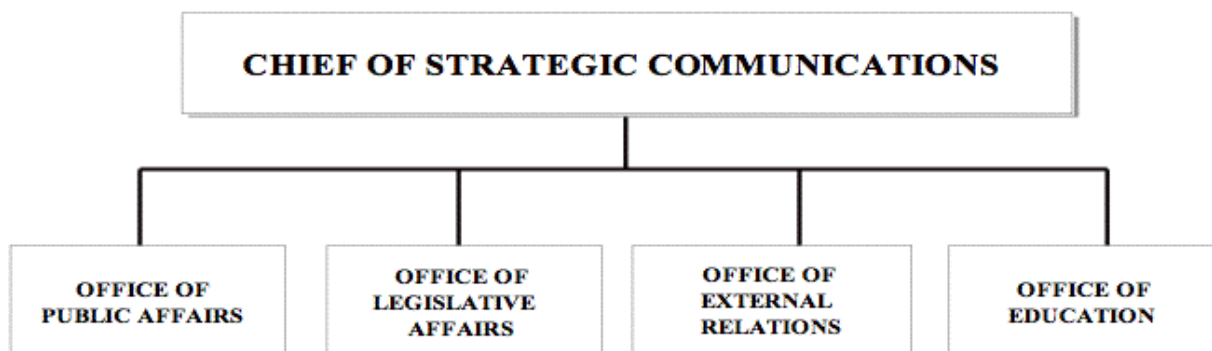 CHIEF OF STRATEGIC COMMUNICATIONS
OFFICE OF
PUBLIC AFFAIRS
OFFICE OF
LEGISLATIVE
AFFAIRS
OFFICE OF
EXTERNAL
RELATIONS
OFFICE OF
EDUCATION